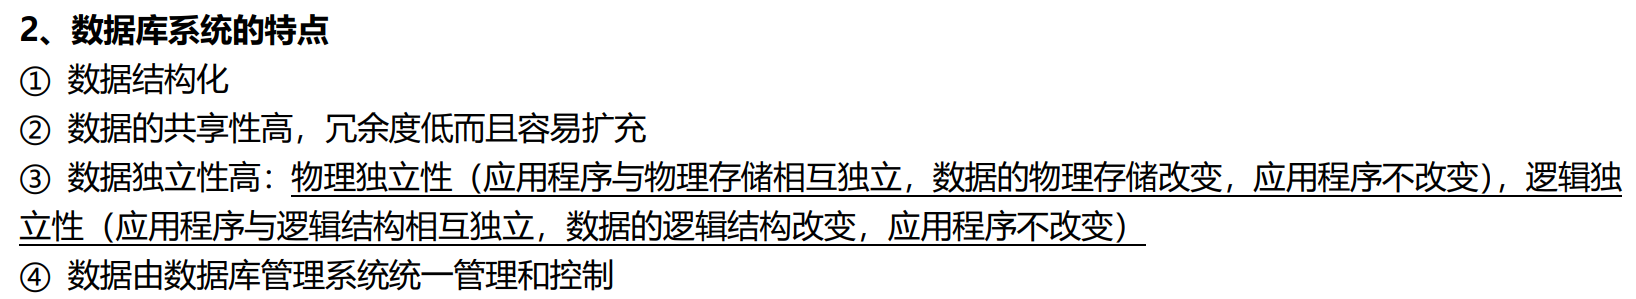 2、数据库系统的特点
① 数据结构化
② 数据的共享性高，冗余度低而且容易扩充
③ 数据独立性高：物理独立性（应用程序与物理存储相互独立，数据的物理存储改变，应用程序不改变），逻辑独
立性（应用程序与逻辑结构相互独立，数据的逻辑结构改变，应用程序不改变）
④ 数据由数据库管理系统统一管理和控制